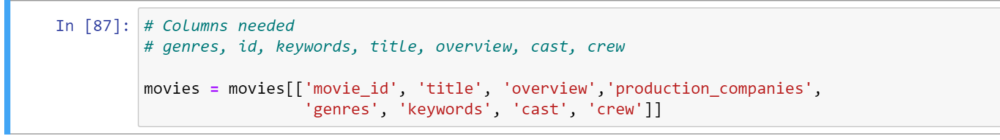 In [87]: # Columns needed
# genres, id, keywords, title, overview, cast, crew
movies = movies[['movie_id', 'title', 'overview','production_companies',
'genres', 'keywords', 'cast', 'crew']]